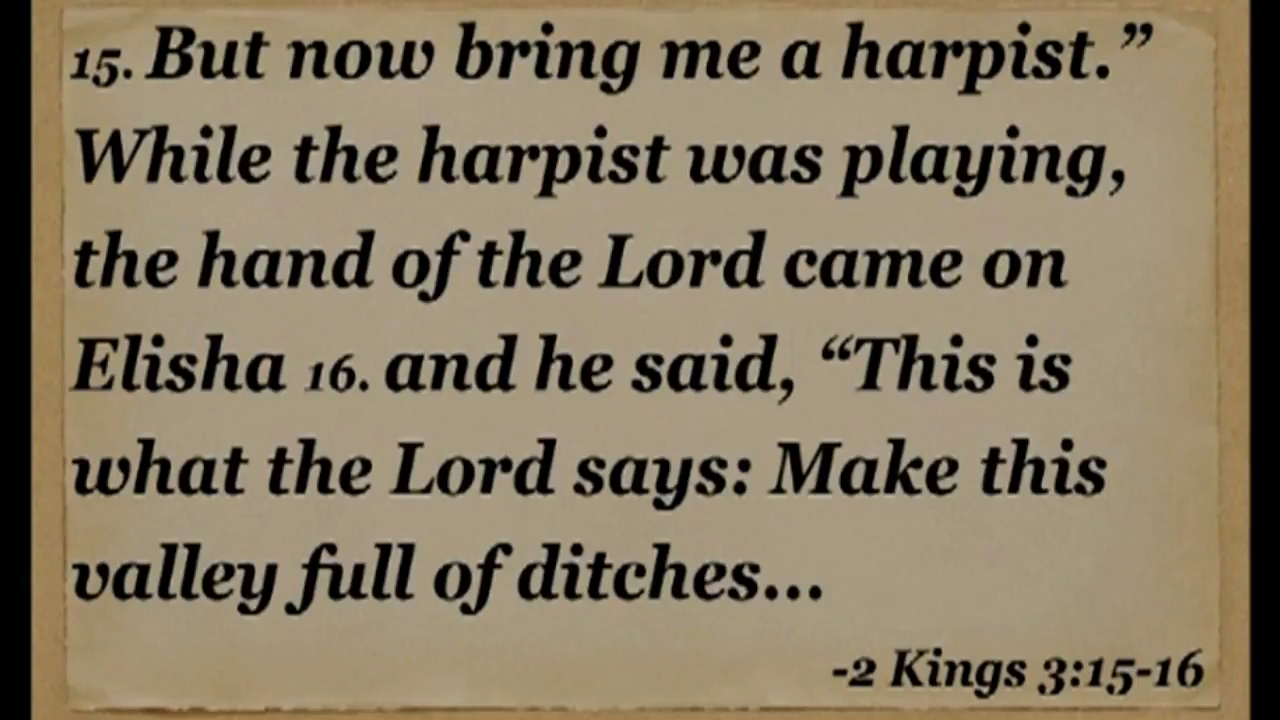 15. But now bring me a harpist.”
While the harpist was playing,
the hand of the Lord came on
Elisha 16. and he said, “This is
what the Lord says: Make this
valley full of ditches...
-2 Kings 3:15-16